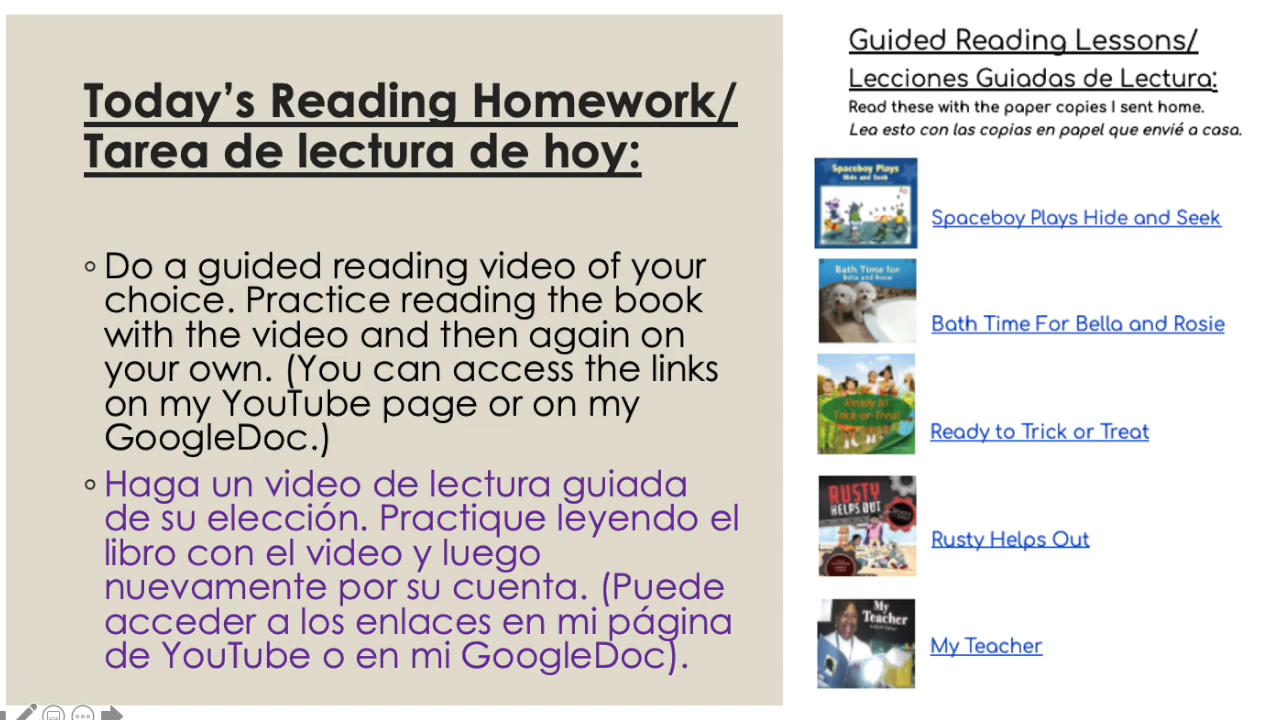 Today’s Reading Homework/
Tarea de lectura de hoy:
◦ Do a guided reading video of your
choice. Practice reading the book
with the video and then again on
your own. (You can access the links
on my YouTube page or on my
GoogleDoc.)
◦ Haga un video de lectura guiada
de su elección. Practique leyendo el
libro con el video y luego
nuevamente por su cuenta. (Puede
acceder a los enlaces en mi página
de YouTube o en mi GoogleDoc).
Guided Reading Lessons/
Lecciones Guiadas de Lectura:
Read these with the paper copies I sent home.
Lea esto con las copias en papel que envié a casa.
Spaceboy Plays
Hide and Seek
Spaceboy Plays Hide and Seek
Bath Time for
Bella and Rosie
Bath Time For Bella and Rosie
Ready to
Trick-or-Treat
Ready to Trick or Treat
RUSTY
HELPS OUT
Rusty Helps Out
My
Teacher
My Teacher